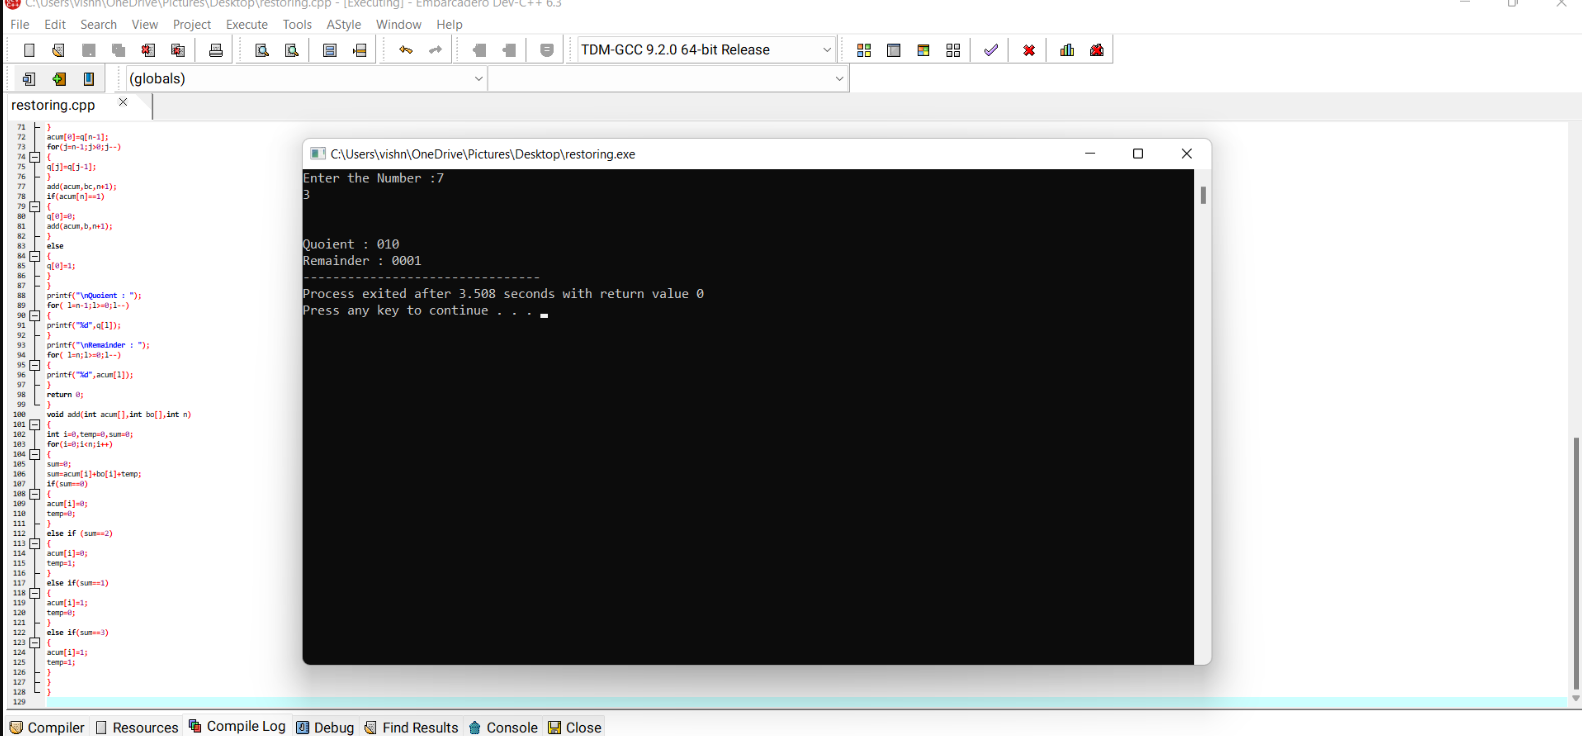 C:\Users\vishn\OneDrive\Pictures\Desktop\restoring.cpp - [Executing] - Embarcadero Dev-C++ 6.3
File Edit Search View Project Execute Tools AStyle Window Help
TDM-GCC 9.2.0 64-bit Release
(globals)
restoring.cpp
71 }
72 acum[0]=q[n-1];
73 for(j=n-1;j>0;j--)
74 {
75 q[j]=q[j-1];
76 }
77 add(acum,bc,n+1);
78 if(acum[n]==1)
79 {
80 q[0]=0;
81 add(acum,b,n+1);
82 }
83 else
84 {
85 q[0]=1;
86 }
87 }
88 printf("\nQuoient : ");
89 for( l=n-1;l>=0;l--)
90 {
91 printf("%d",q[l]);
92 }
93 printf("\nRemainder : ");
94 for( l=n;l>=0;l--)
95 {
96 printf("%d",acum[l]);
97 }
98 return 0;
99 }
100 void add(int acum[],int bo[],int n)
101 {
102 int i=0,temp=0,sum=0;
103 for(i=0;i<n;i++)
104 {
105 sum=0;
106 sum=acum[i]+bo[i]+temp;
107 if(sum==0)
108 {
109 acum[i]=0;
110 temp=0;
111 }
112 else if (sum==2)
113 {
114 acum[i]=0;
115 temp=1;
116 }
117 else if(sum==1)
118 {
119 acum[i]=1;
120 temp=0;
121 }
122 else if(sum==3)
123 {
124 acum[i]=1;
125 temp=1;
126 }
127 }
128 }
129
C:\Users\vishn\OneDrive\Pictures\Desktop\restoring.exe
Enter the Number :7
3
Quoient : 010
Remainder : 0001
--------------------------------
Process exited after 3.508 seconds with return value 0
Press any key to continue . . .
Compiler Resources Compile Log Debug Find Results Console Close